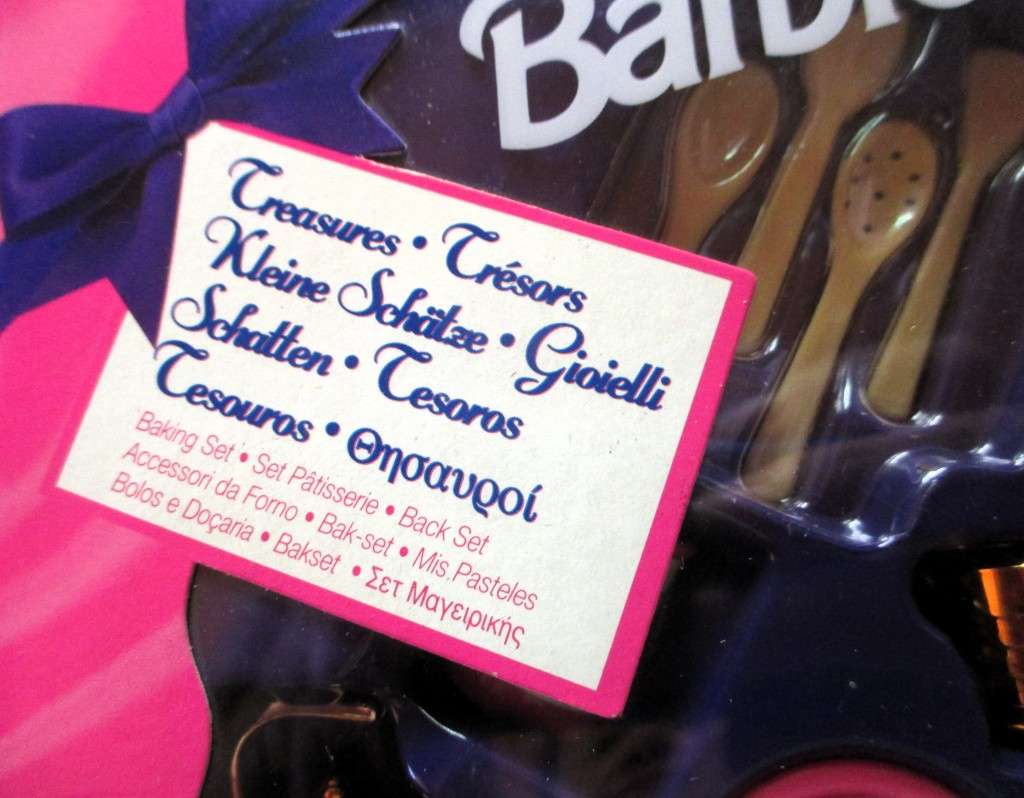 Barbie
Treasures • Trésors
Kleine Schätze • Gioielli
Schatten • Tesoros
Tesouros • Θησαυροί
Baking Set • Set Pâtisserie • Back Set
Accessori da Forno • Bak-set • Mis Pasteles
Bolos e Doçaria • Bakset • Σετ Μαγειρικής